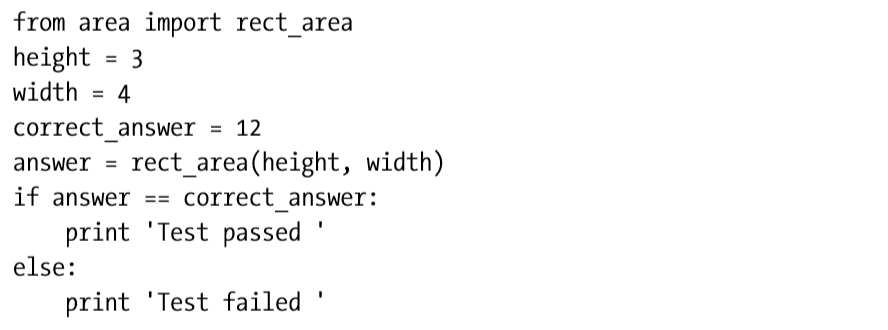 from area import rect_area
height = 3
width = 4
correct_answer = 12
answer = rect_area(height, width)
if answer == correct_answer:
    print 'Test passed '
else:
    print 'Test failed '